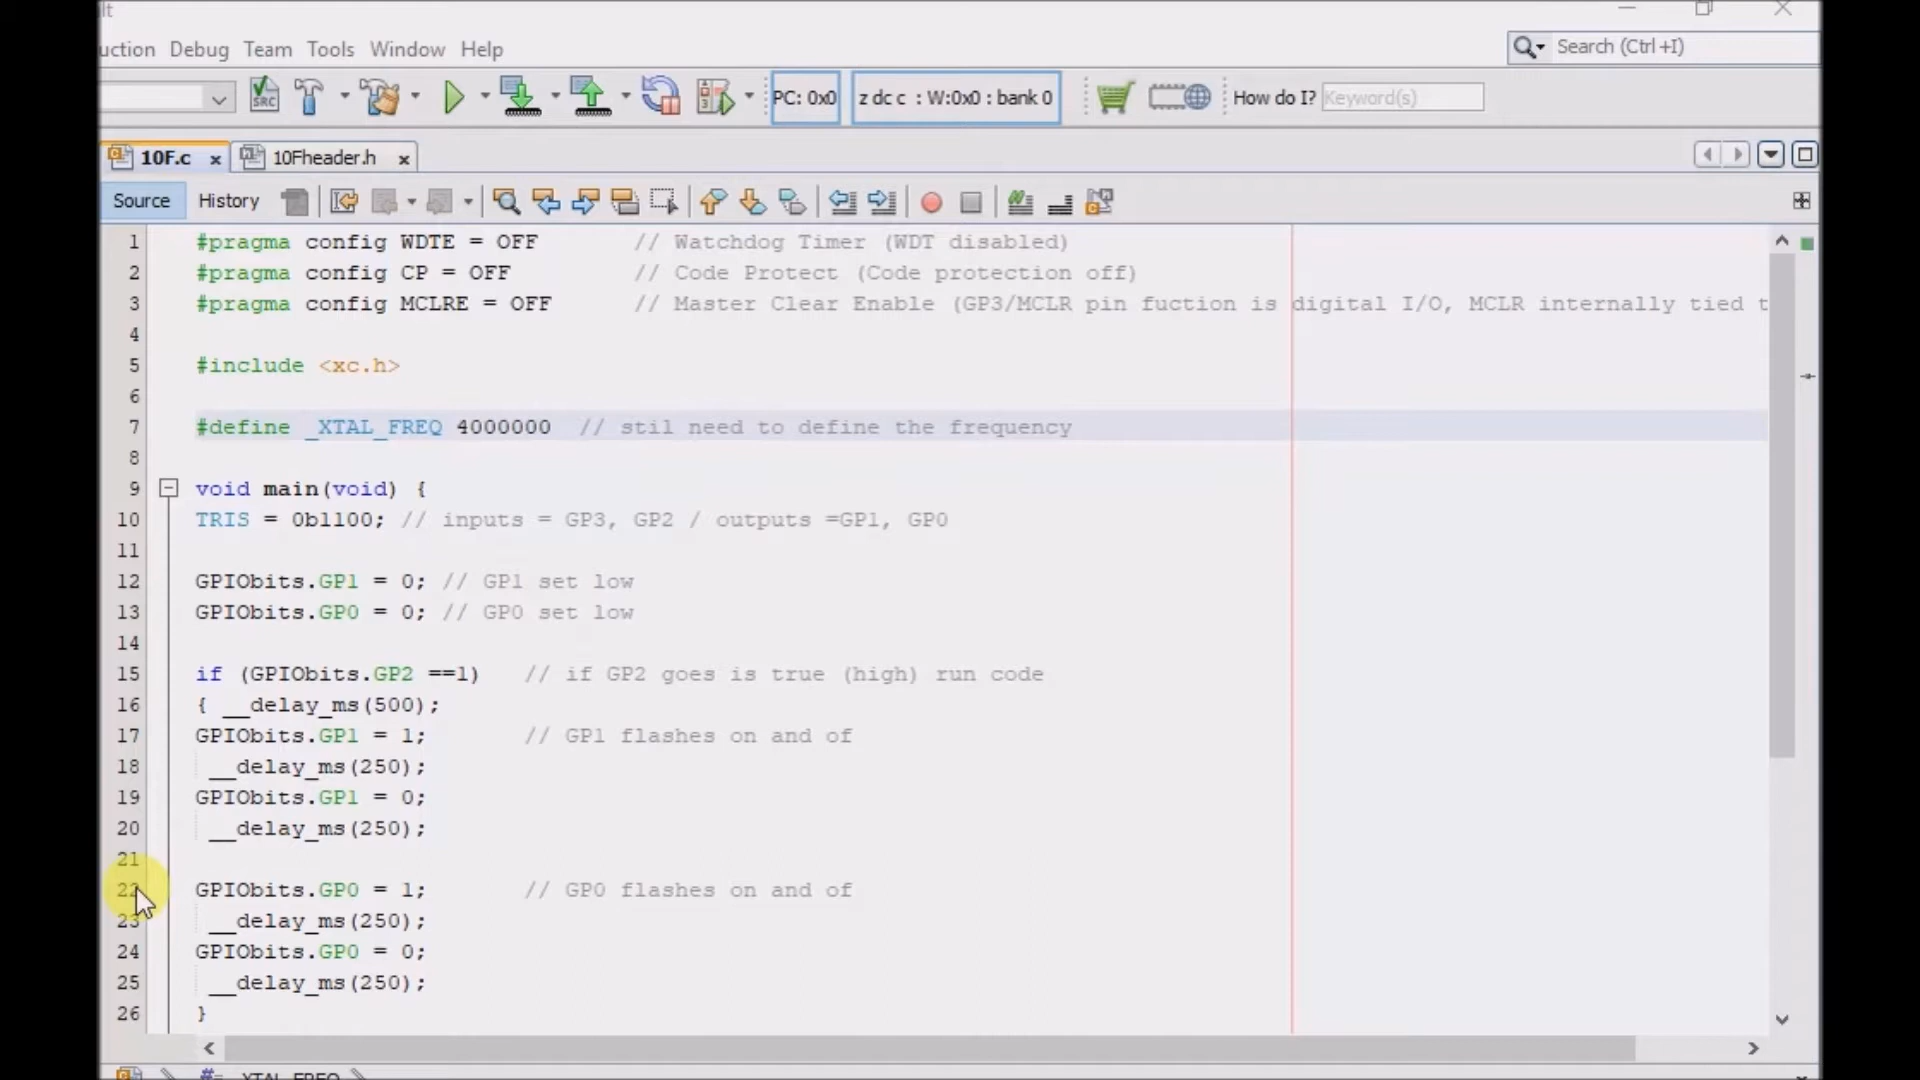 lt
uction Debug Team Tools Window Help
Search (Ctrl+I)
SRC PC: 0x0 z dc c : W:0x0 : bank 0 How do I? Keyword(s)
10F.c 10Fheader.h
Source History
1 #pragma config WDTE = OFF // Watchdog Timer (WDT disabled)
2 #pragma config CP = OFF // Code Protect (Code protection off)
3 #pragma config MCLRE = OFF // Master Clear Enable (GP3/MCLR pin fuction is digital I/O, MCLR internally tied t
4
5 #include <xc.h>
6
7 #define _XTAL_FREQ 4000000 // stil need to define the frequency
8
9 void main(void) {
10 TRIS = 0b1100; // inputs = GP3, GP2 / outputs =GP1, GP0
11
12 GPIObits.GP1 = 0; // GP1 set low
13 GPIObits.GP0 = 0; // GP0 set low
14
15 if (GPIObits.GP2 ==1) // if GP2 goes is true (high) run code
16 { __delay_ms(500);
17 GPIObits.GP1 = 1; // GP1 flashes on and of
18 __delay_ms(250);
19 GPIObits.GP1 = 0;
20 __delay_ms(250);
21
22 GPIObits.GP0 = 1; // GP0 flashes on and of
23 __delay_ms(250);
24 GPIObits.GP0 = 0;
25 __delay_ms(250);
26 }
_XTAL_FREQ